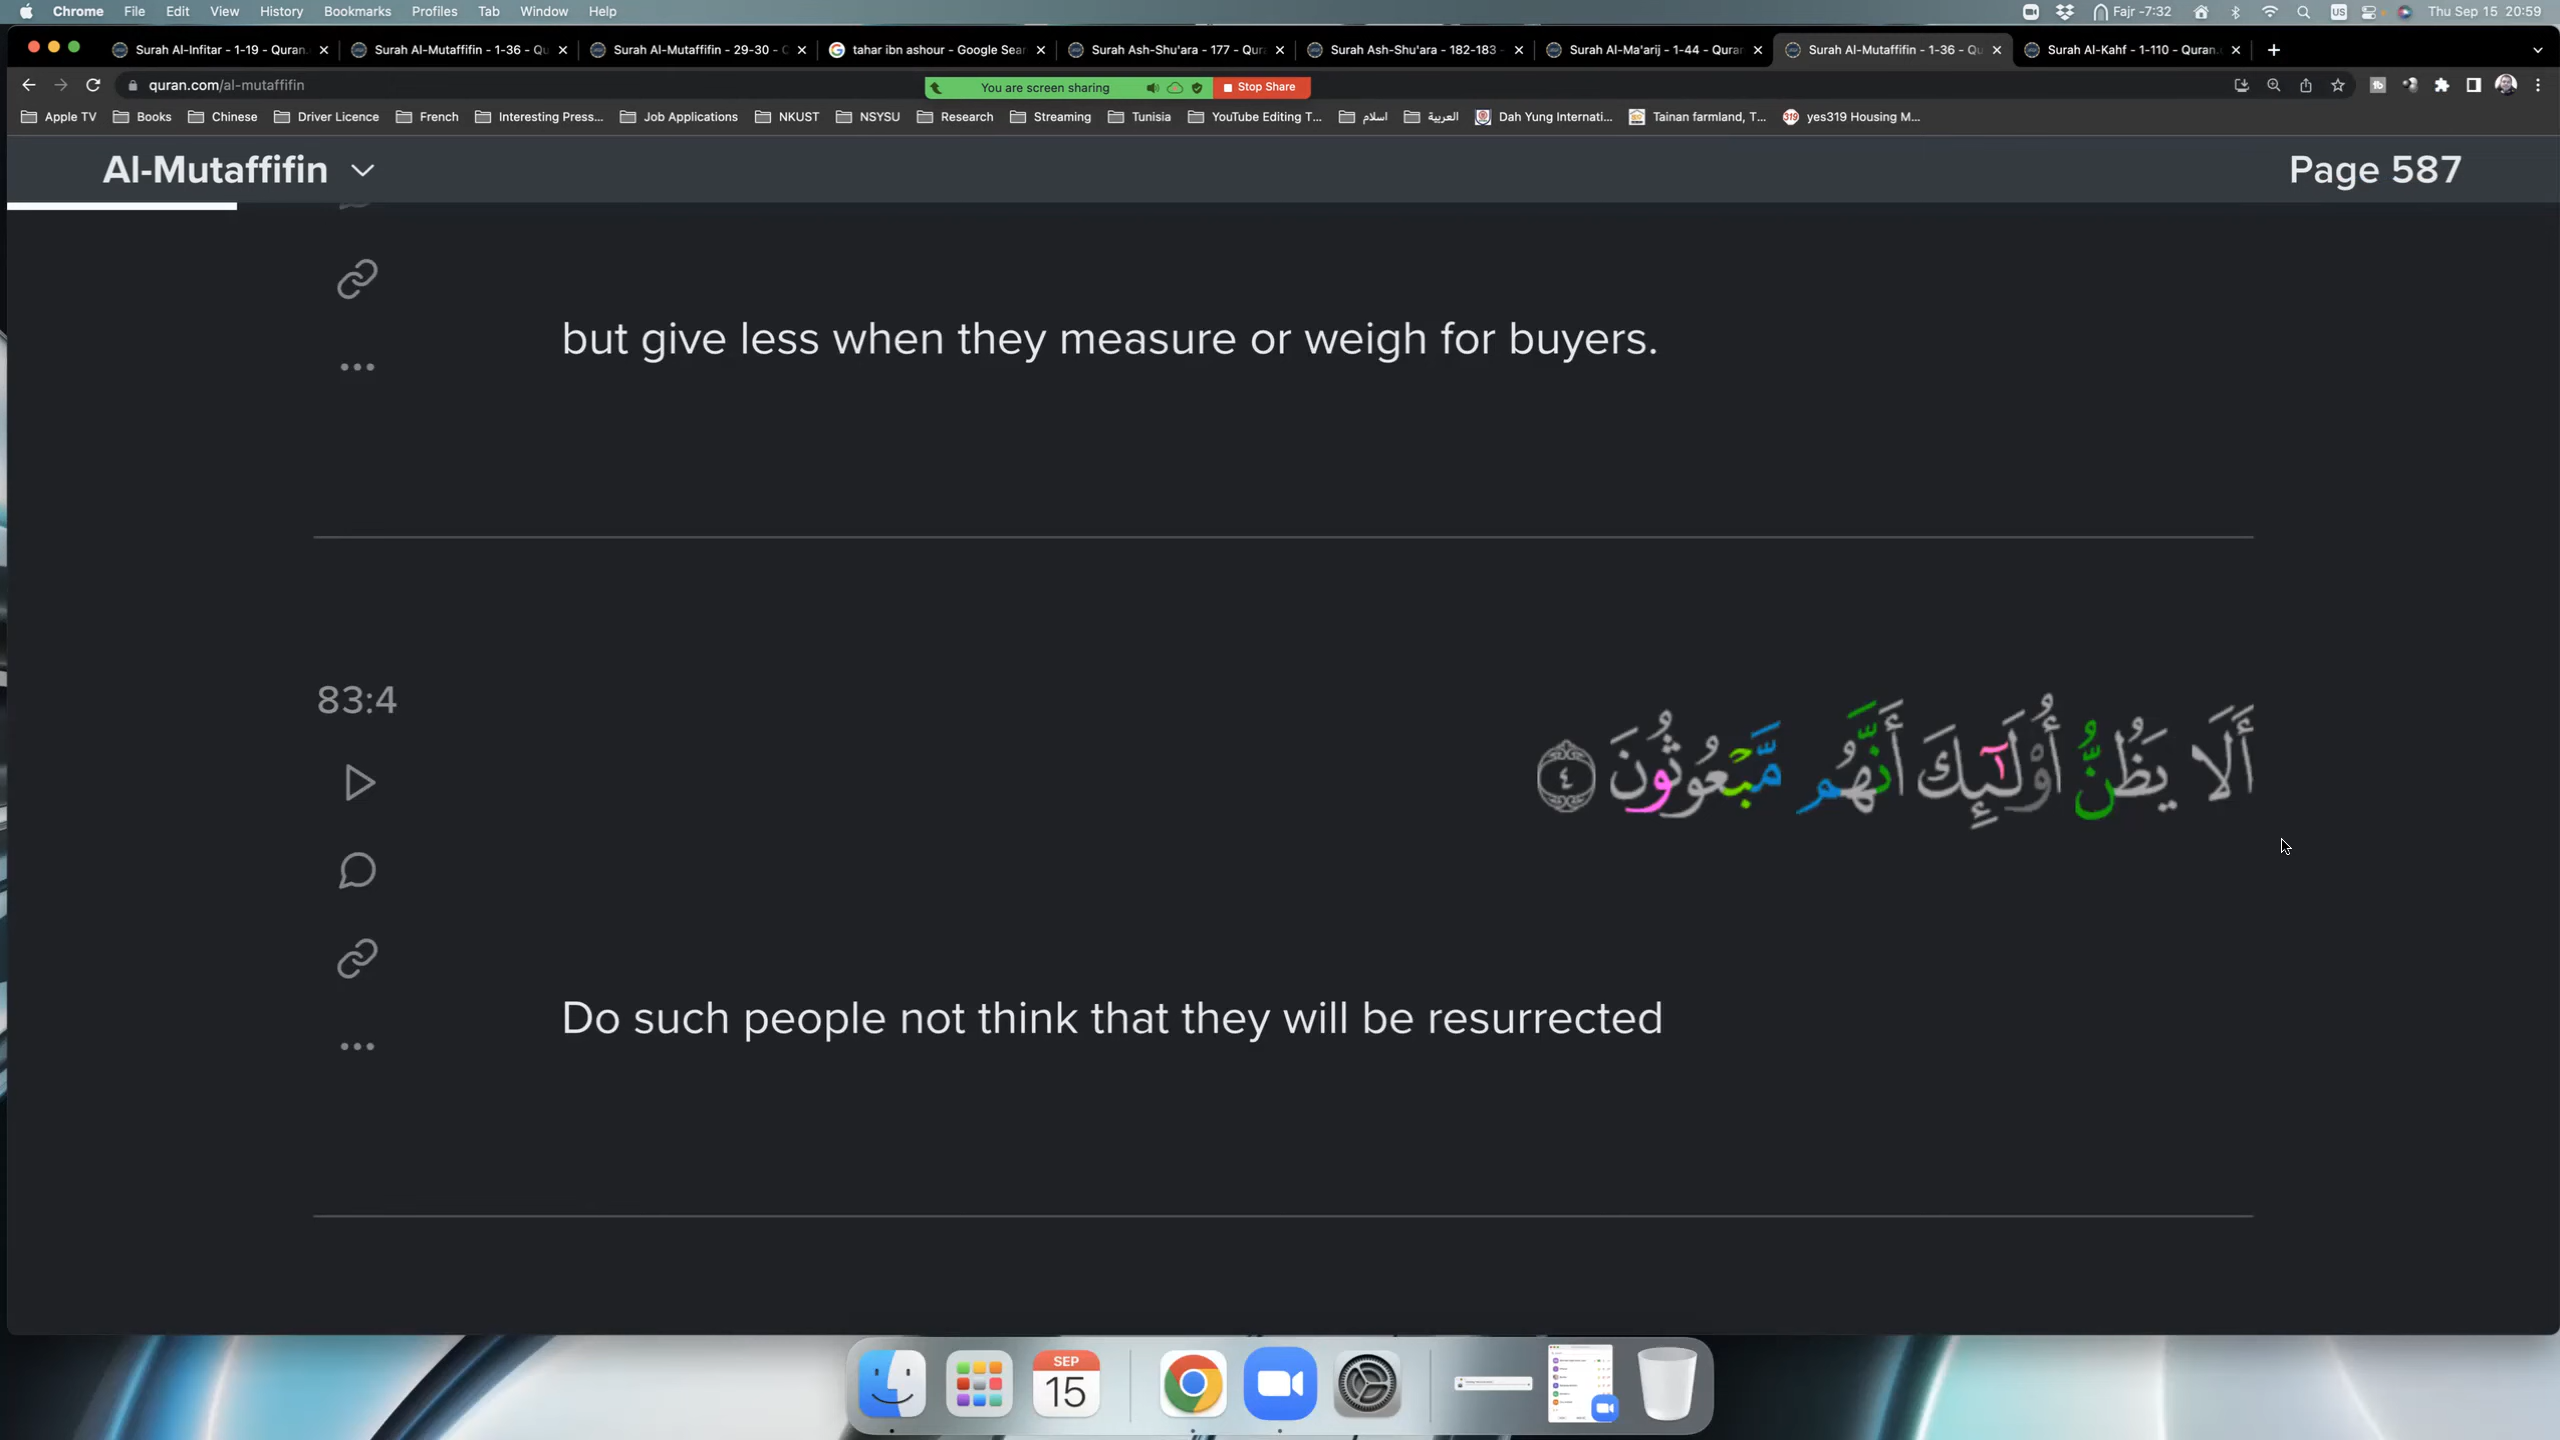 Chrome File Edit View History Bookmarks Profiles Tab Window Help Fajr -7:32 US Thu Sep 15 20:59
Surah Al-Infitar - 1-19 - Quran. Surah Al-Mutaffifin - 1-36 - Qu Surah Al-Mutaffifin - 29-30 - tahar ibn ashour - Google Sear Surah Ash-Shu'ara - 177 - Qur Surah Ash-Shu'ara - 182-183 - Surah Al-Ma'arij - 1-44 - Quran Surah Al-Mutaffifin - 1-36 - Qu Surah Al-Kahf - 1-110 - Quran.
quran.com/al-mutaffifin You are screen sharing Stop Share
Apple TV Books Chinese Driver Licence French Interesting Press... Job Applications NKUST NSYSU Research Streaming Tunisia YouTube Editing T... اسلام العربية Dah Yung Internati... Tainan farmland, T... 319 yes319 Housing M...
Al-Mutaffifin Page 587
but give less when they measure or weigh for buyers.
83:4
أَلَا يَظُنُّ أُو۟لَـٰٓئِكَ أَنَّهُم مَّبْعُوثُونَ ٤
Do such people not think that they will be resurrected
SEP
15